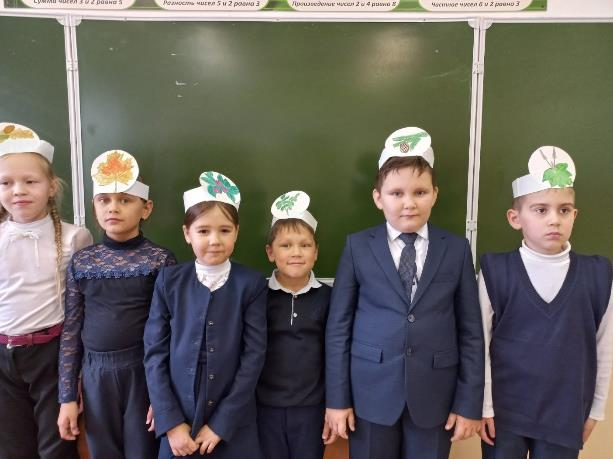 Сумма чисел 3 и 2 равна 5
Разность чисел 5 и 2 равна 3
Произведение чисел 2 и 4 равно 8
Частное чисел 6 и 2 равно 3